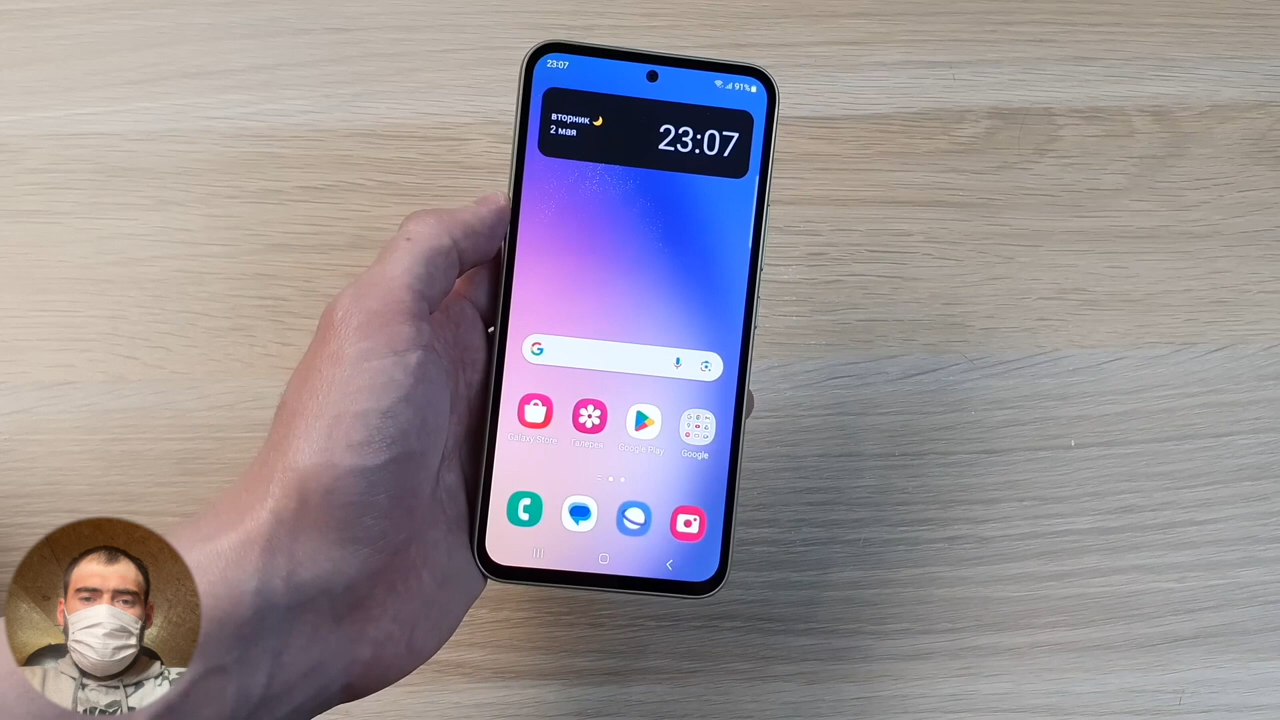 23:07
91%
вторник 🌙
2 мая
23:07
Galaxy Store
Галерея
Google Play
Google